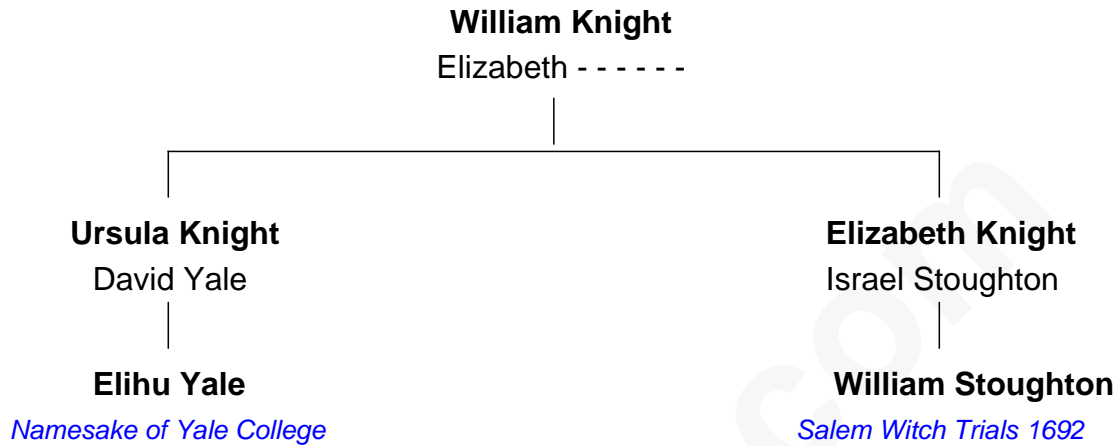 William Knight
Elizabeth - - - - - -
Ursula Knight
David Yale
Elizabeth Knight
Israel Stoughton
Elihu Yale
Namesake of Yale College
William Stoughton
Salem Witch Trials 1692
com